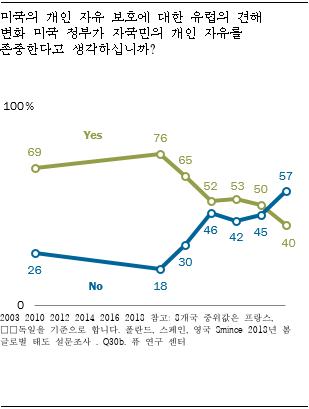 미국의 개인 자유 보호에 대한 유럽의 견해
변화 미국 정부가 자국민의 개인 자유를
존중한다고 생각하십니까?
100%
Yes
69
76
65
52
53
50
40
57
46
42
45
30
18
26
No
0
2003 2010 2012 2014 2016 2018 참고: 8개국 중위값은 프랑스,
□□독일을 기준으로 합니다. 폴란드, 스페인, 영국 Smince 2018년 봄
글로벌 태도 설문조사 . Q30b. 퓨 연구 센터